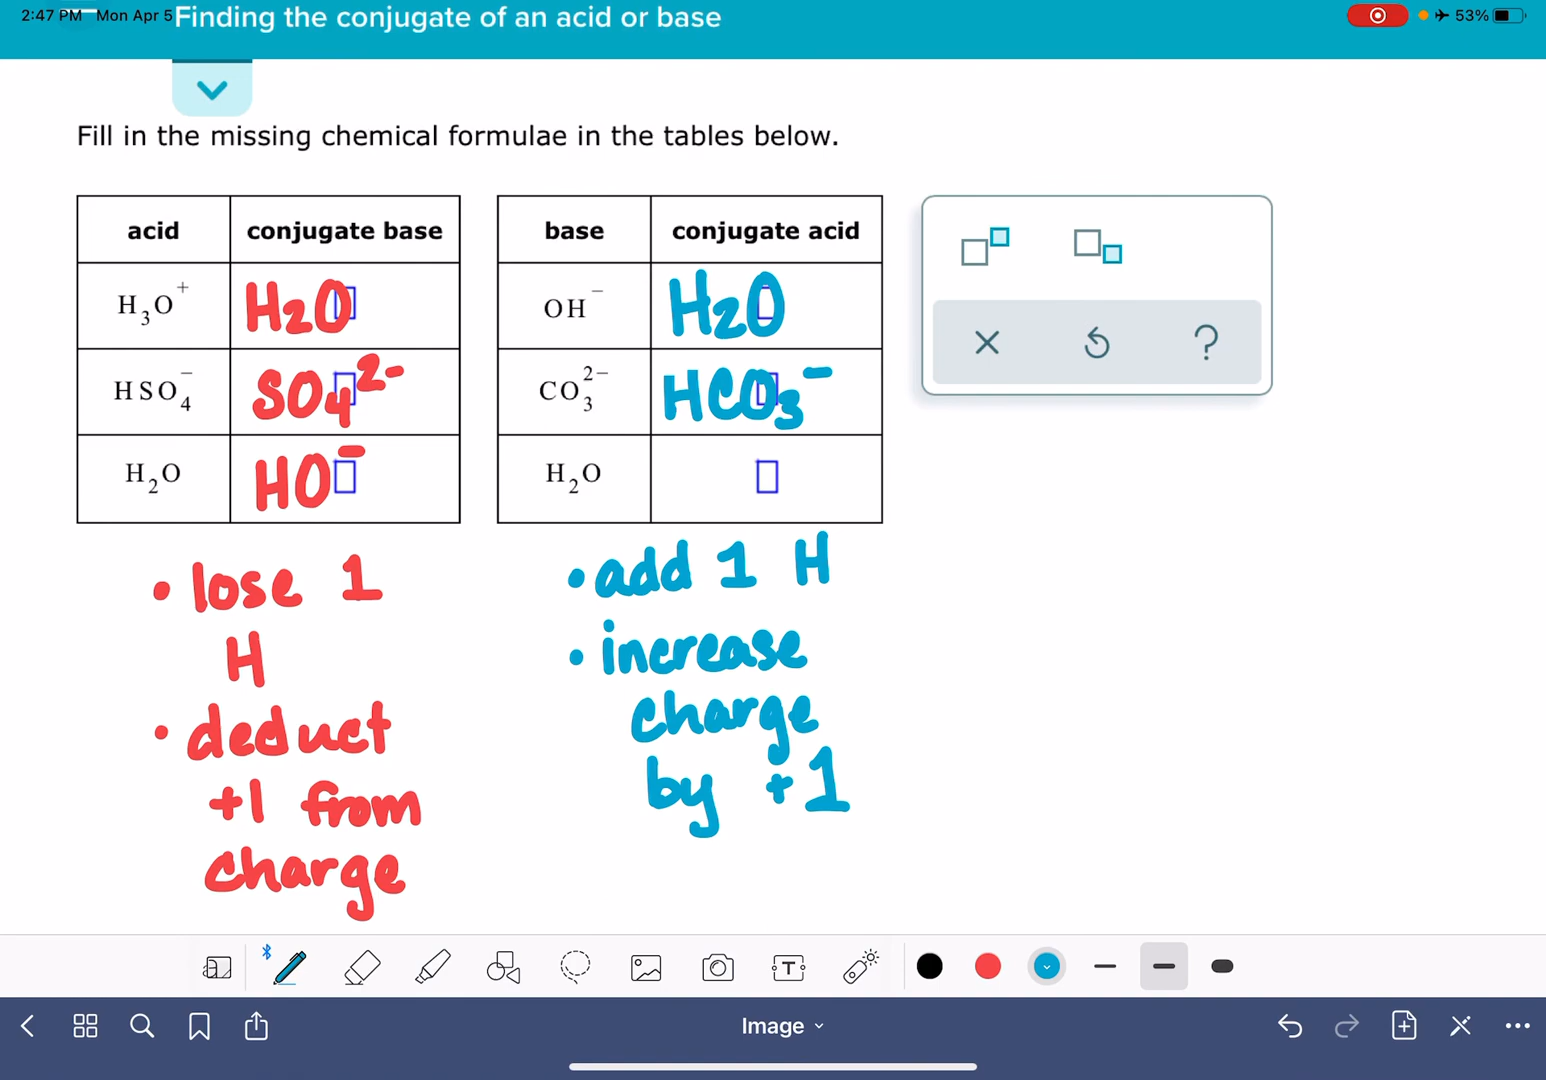 2:47 PM Mon Apr 5 Finding the conjugate of an acid or base 53%
Fill in the missing chemical formulae in the tables below.
acid conjugate base base conjugate acid
H₃O⁺ H₂O OH⁻ H₂O
HSO₄⁻ SO₄²⁻ CO₃²⁻ HCO₃⁻
H₂O HO⁻ H₂O
• lose 1
H
• deduct
+1 from
charge
• add 1 H
• increase
charge
by +1
Image